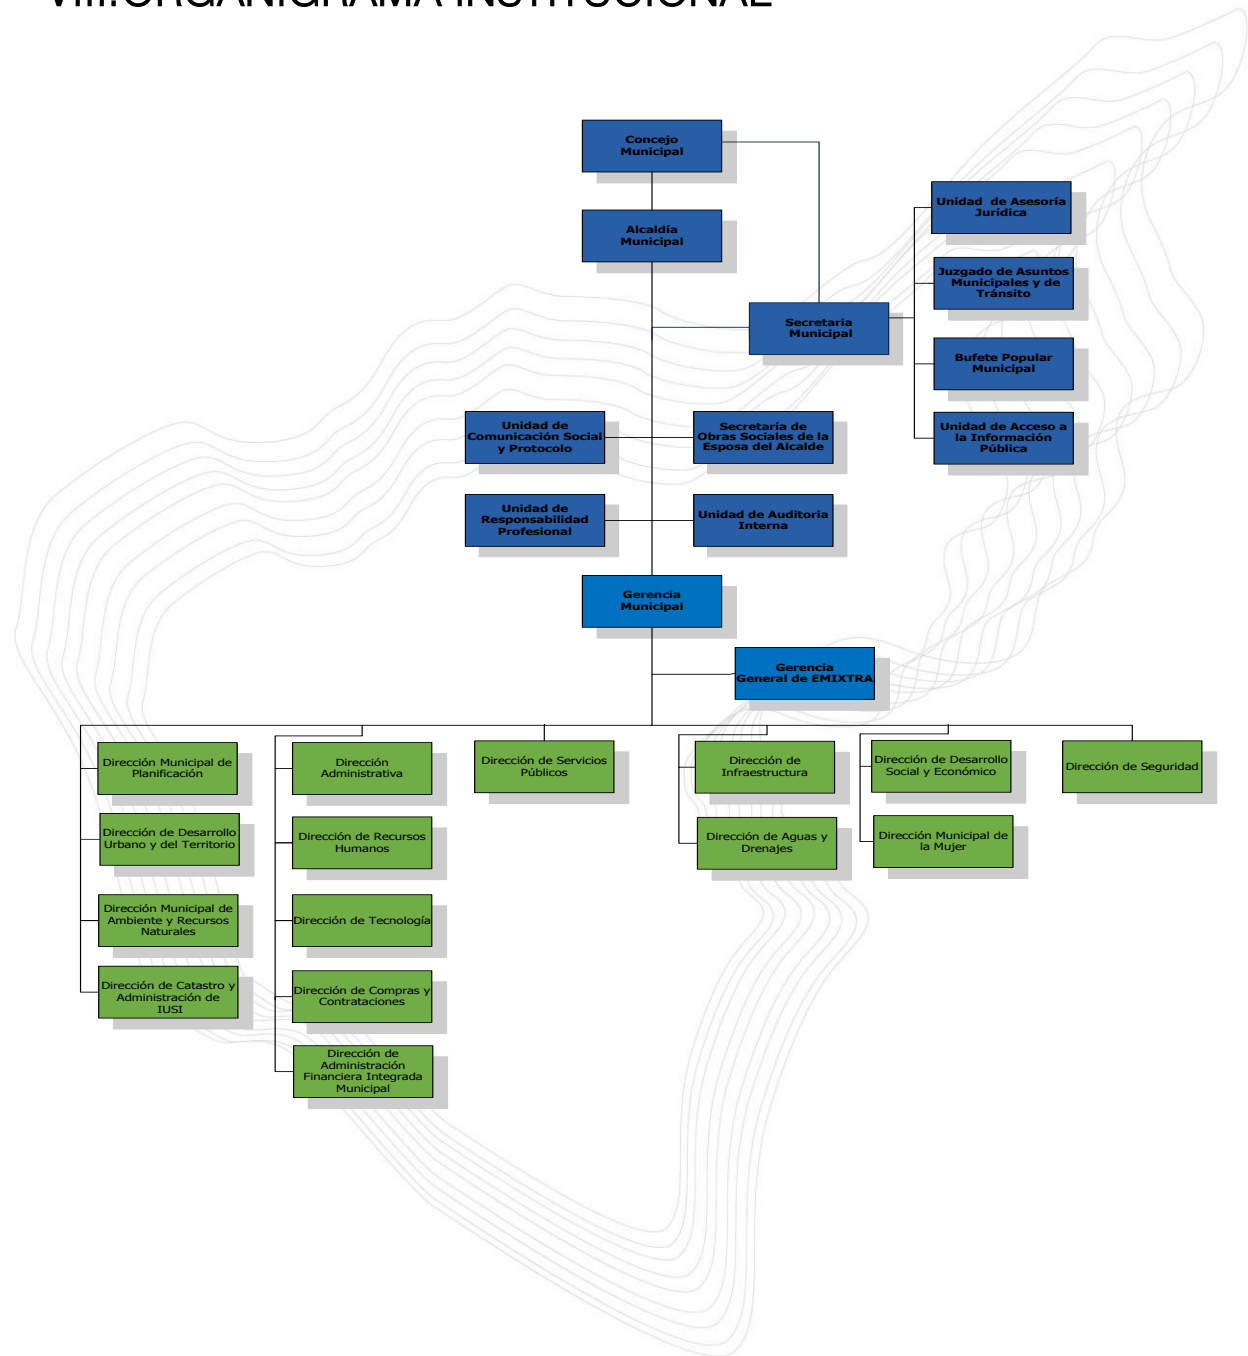 VIII.ORGANIGRAMA INSTITUCIONAL
Concejo
Municipal
Alcaldía
Municipal
Secretaria
Municipal
Unidad de Asesoría
Jurídica
Juzgado de Asuntos
Municipales y de
Tránsito
Bufete Popular
Municipal
Unidad de Acceso a
la Información
Pública
Unidad de
Comunicación Social
y Protocolo
Secretaría de
Obras Sociales de la
Esposa del Alcalde
Unidad de
Responsabilidad
Profesional
Unidad de Auditoria
Interna
Gerencia
Municipal
Gerencia
General de EMIXTRA
Dirección Municipal de
Planificación
Dirección de Desarrollo
Urbano y del Territorio
Dirección Municipal de
Ambiente y Recursos
Naturales
Dirección de Catastro y
Administración de
IUSI
Dirección
Administrativa
Dirección de Recursos
Humanos
Dirección de Tecnología
Dirección de Compras y
Contrataciones
Dirección de
Administración
Financiera Integrada
Municipal
Dirección de Servicios
Públicos
Dirección de
Infraestructura
Dirección de Aguas y
Drenajes
Dirección de Desarrollo
Social y Económico
Dirección Municipal de
la Mujer
Dirección de Seguridad